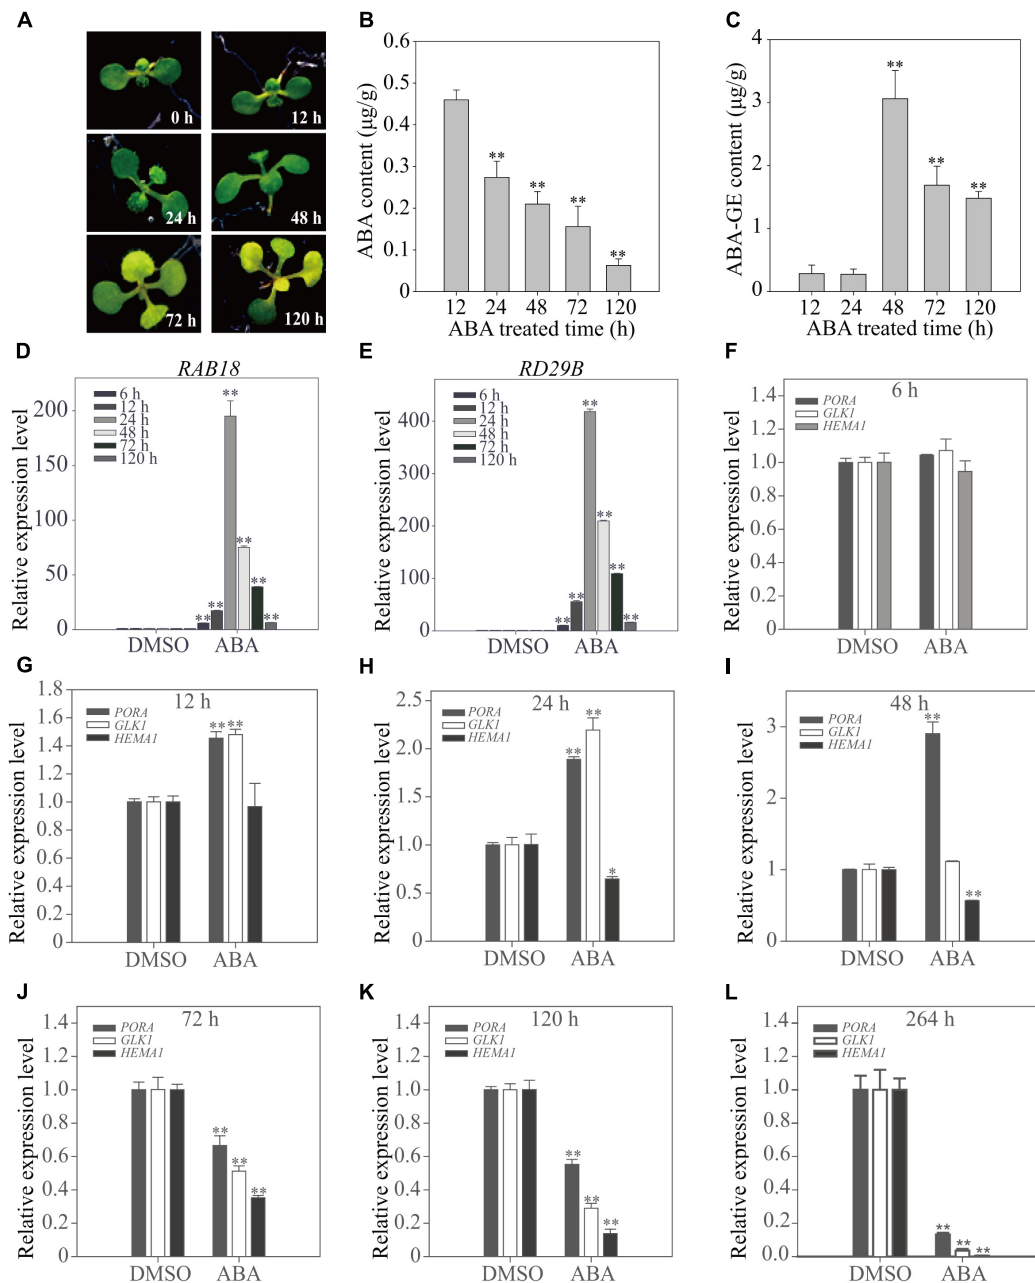 A
0 h
12 h
24 h
48 h
72 h
120 h
B
ABA content (µg/g)
0.6
0.5
0.4
0.3
0.2
0.1
0
12 24 48 72 120
ABA treated time (h)
**
**
**
**
C
ABA-GE content (µg/g)
4
3
2
1
0
12 24 48 72 120
ABA treated time (h)
**
**
**
D
RAB18
Relative expression level
200
150
100
50
0
6 h
12 h
24 h
48 h
72 h
120 h
**
**
**
**
**
**
DMSO ABA
E
RD29B
Relative expression level
400
300
200
100
0
6 h
12 h
24 h
48 h
72 h
120 h
**
**
**
**
**
**
DMSO ABA
F
6 h
Relative expression level
1.4
1.2
1.0
0.8
0.6
0.4
0.2
0
PORA
GLK1
HEMA1
DMSO ABA
G
12 h
Relative expression level
1.8
1.6
1.4
1.2
1.0
0.8
0.6
0.4
0.2
0
PORA
GLK1
HEMA1
** **
DMSO ABA
H
24 h
Relative expression level
2.5
2.0
1.5
1.0
0.5
0
PORA
GLK1
HEMA1
**
**
*
DMSO ABA
I
48 h
Relative expression level
3
2
1
0
PORA
GLK1
HEMA1
**
**
DMSO ABA
J
72 h
Relative expression level
1.4
1.2
1.0
0.8
0.6
0.4
0.2
0
PORA
GLK1
HEMA1
**
**
**
DMSO ABA
K
120 h
Relative expression level
1.4
1.2
1.0
0.8
0.6
0.4
0.2
0
PORA
GLK1
HEMA1
**
**
**
DMSO ABA
L
264 h
Relative expression level
1.4
1.2
1.0
0.8
0.6
0.4
0.2
0.0
PORA
GLK1
HEMA1
**
**
**
DMSO ABA